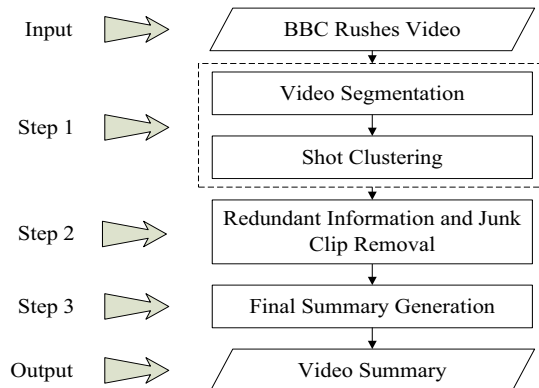 Input
BBC Rushes Video
Step 1
Video Segmentation
Shot Clustering
Step 2
Redundant Information and Junk
Clip Removal
Step 3
Final Summary Generation
Output
Video Summary